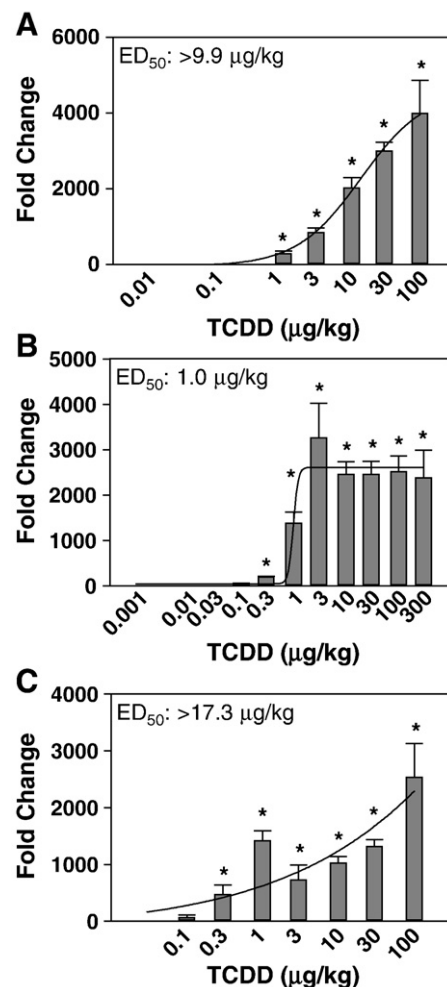 A
ED50: >9.9 µg/kg
Fold Change
6000
4000
2000
0
* * * * *
0.01 0.1 1 3 10 30 100
TCDD (µg/kg)
B
ED50: 1.0 µg/kg
Fold Change
5000
4000
3000
2000
1000
0
* * * * * * *
0.001 0.01 0.03 0.1 0.3 1 3 10 30 100 300
TCDD (µg/kg)
C
ED50: >17.3 µg/kg
Fold Change
4000
3000
2000
1000
0
* * * * * *
0.1 0.3 1 3 10 30 100
TCDD (µg/kg)